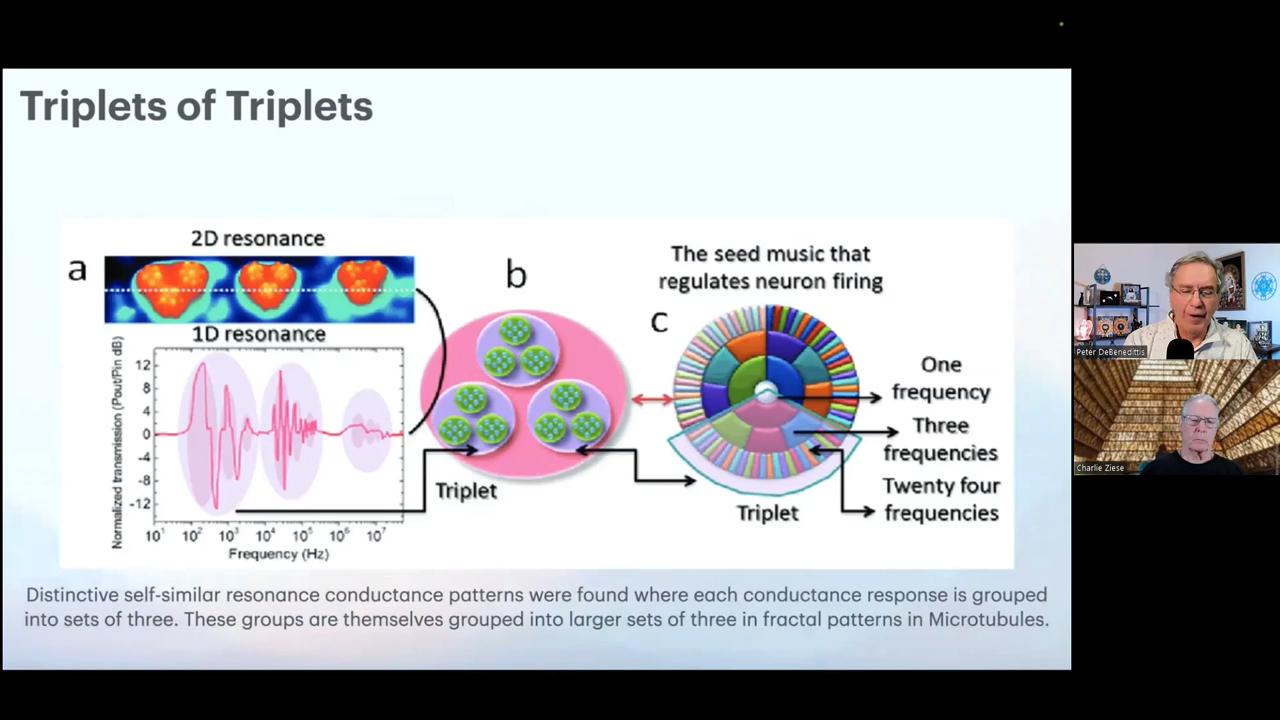 Triplets of Triplets
a
2D resonance
1D resonance
Normalized transmission (Pout/Pin dB)
12
8
4
0
-4
-8
-12
10¹ 10² 10³ 10⁴ 10⁵ 10⁶ 10⁷
Frequency (Hz)
b
Triplet
The seed music that
regulates neuron firing
c
One
frequency
Three
frequencies
Twenty four
frequencies
Triplet
Distinctive self-similar resonance conductance patterns were found where each conductance response is grouped
into sets of three. These groups are themselves grouped into larger sets of three in fractal patterns in Microtubules.
Peter DeBenedittis
Charlie Ziese